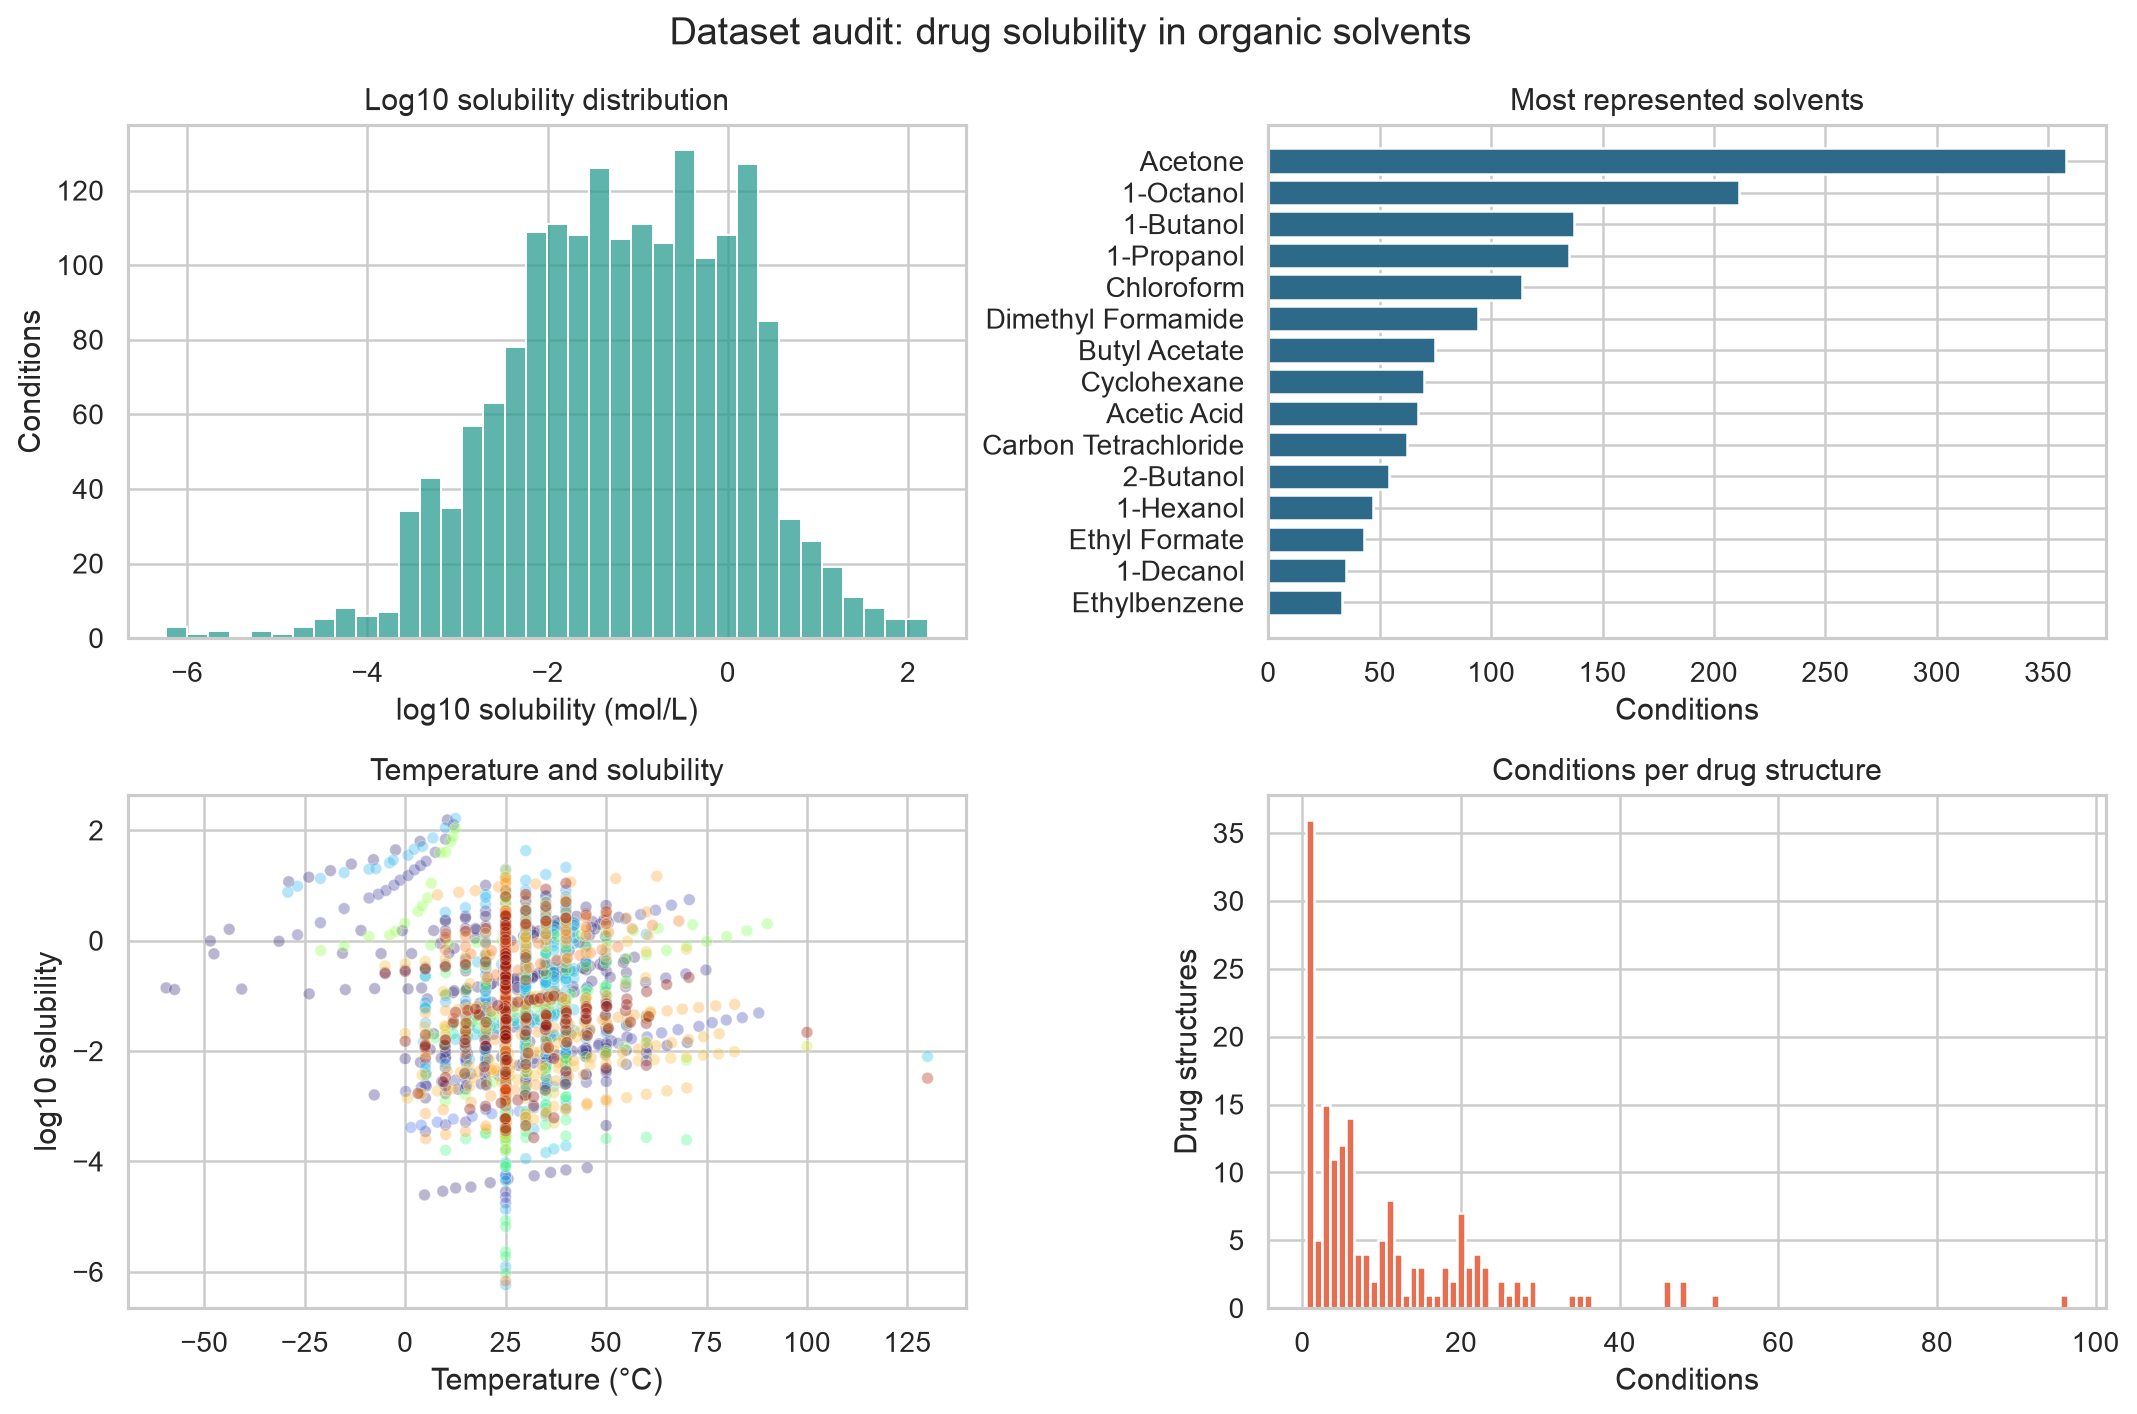 Dataset audit: drug solubility in organic solvents
Log10 solubility distribution
Conditions
120
100
80
60
40
20
0
−6
−4
−2
0
2
log10 solubility (mol/L)
Most represented solvents
Acetone
1-Octanol
1-Butanol
1-Propanol
Chloroform
Dimethyl Formamide
Butyl Acetate
Cyclohexane
Acetic Acid
Carbon Tetrachloride
2-Butanol
1-Hexanol
Ethyl Formate
1-Decanol
Ethylbenzene
0
50
100
150
200
250
300
350
Conditions
Temperature and solubility
log10 solubility
2
0
−2
−4
−6
−50
−25
0
25
50
75
100
125
Temperature (°C)
Conditions per drug structure
Drug structures
35
30
25
20
15
10
5
0
0
20
40
60
80
100
Conditions